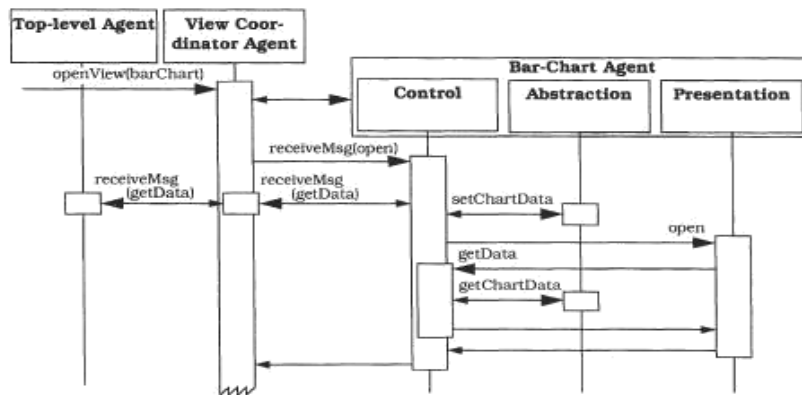 Top-level Agent
View Coor-
dinator Agent
Bar-Chart Agent
Control
Abstraction
Presentation
openView(barChart)
receiveMsg(open)
receiveMsg
(getData)
receiveMsg
(getData)
setChartData
open
getData
getChartData